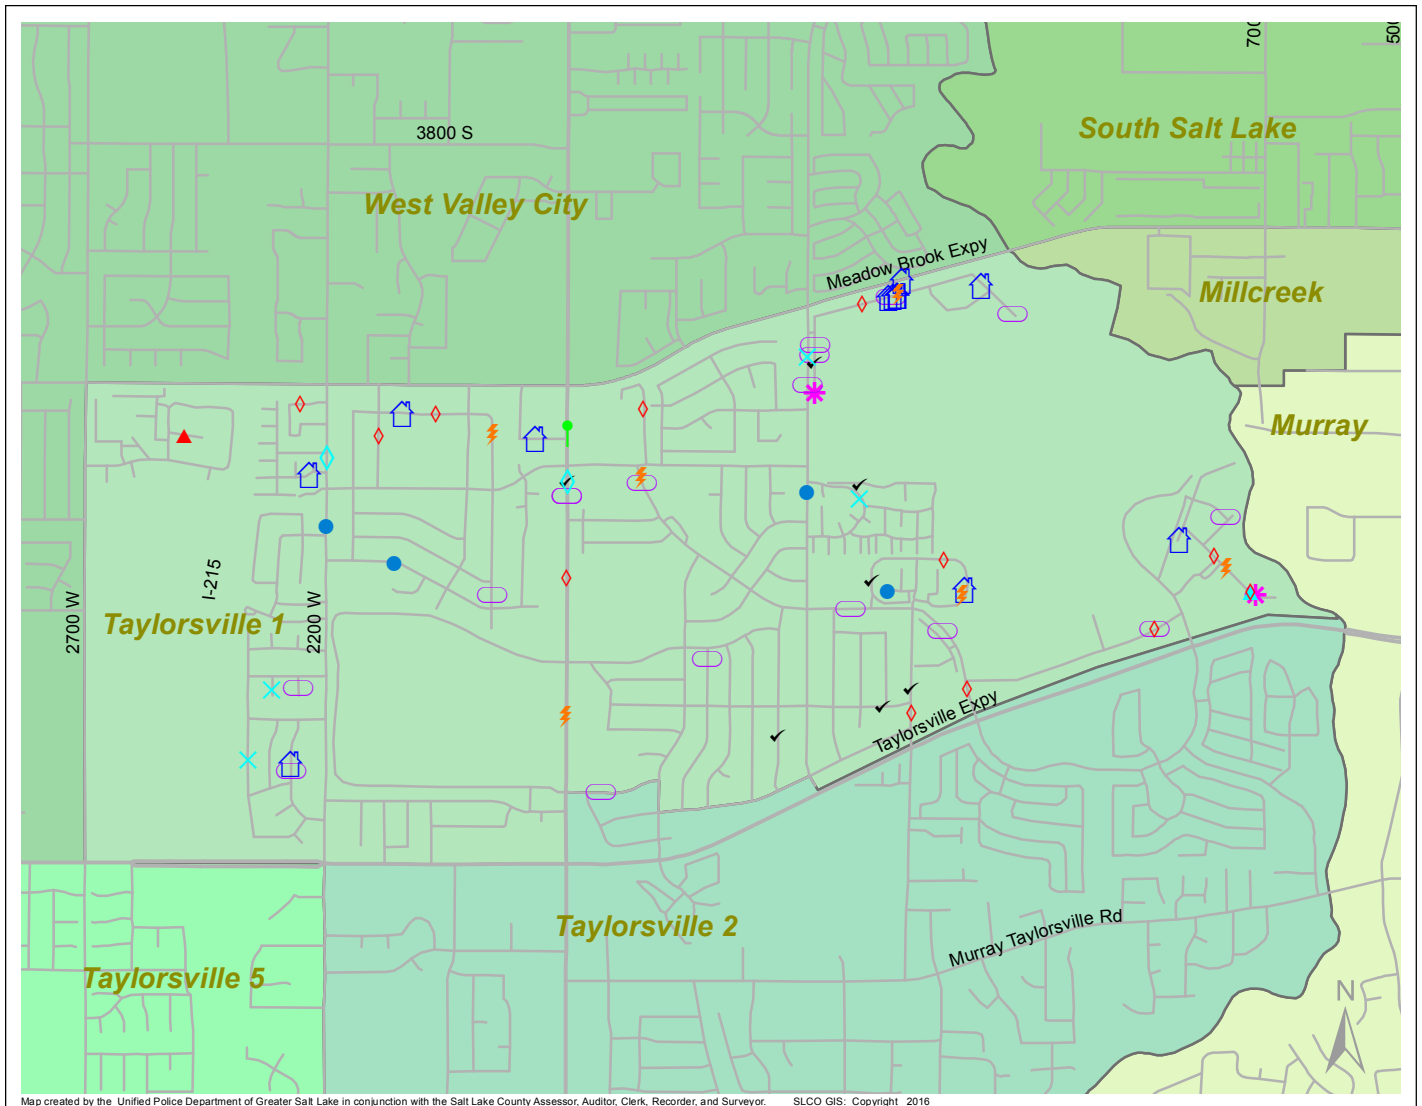 700
500
South Salt Lake
3800 S
West Valley City
Meadow Brook Expy
Millcreek
Murray
I-215
2700 W
2200 W
Taylorsville 1
Taylorsville Expy
Taylorsville 2
Murray Taylorsville Rd
Taylorsville 5
N
Map created by the Unified Police Department of Greater Salt Lake in conjunction with the Salt Lake County Assessor, Auditor, Clerk, Recorder, and Surveyor. SLCO GIS: Copyright 2016